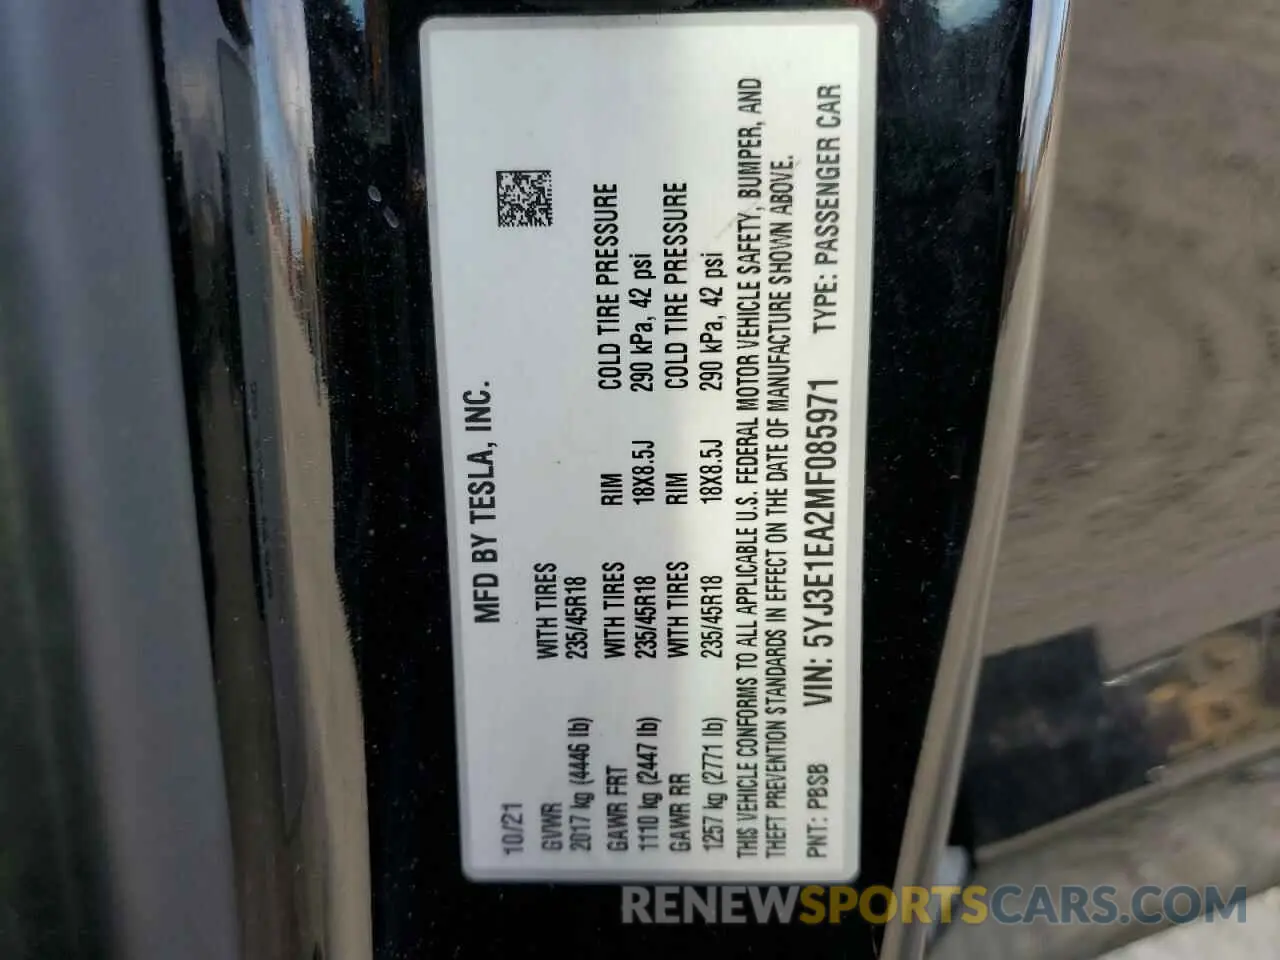 MFD BY TESLA, INC.
10/21
GVWR WITH TIRES
2017 kg (4446 lb) 235/45R18
GAWR FRT WITH TIRES RIM COLD TIRE PRESSURE
1110 kg (2447 lb) 235/45R18 18X8.5J 290 kPa, 42 psi
GAWR RR WITH TIRES RIM COLD TIRE PRESSURE
1257 kg (2771 lb) 235/45R18 18X8.5J 290 kPa, 42 psi
THIS VEHICLE CONFORMS TO ALL APPLICABLE U.S. FEDERAL MOTOR VEHICLE SAFETY, BUMPER, AND
THEFT PREVENTION STANDARDS IN EFFECT ON THE DATE OF MANUFACTURE SHOWN ABOVE.
PNT: PBSB VIN: 5YJ3E1EA2MF085971 TYPE: PASSENGER CAR
RENEWSPORTSCARS.COM